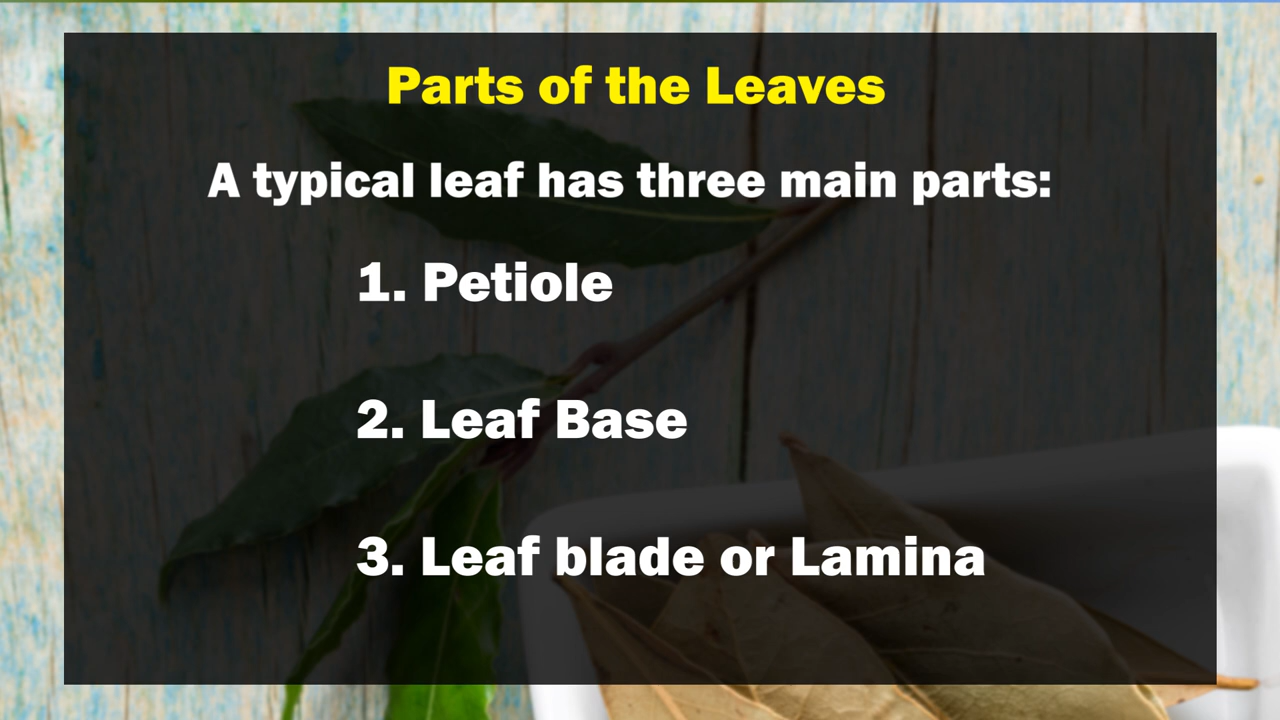 Parts of the Leaves
A typical leaf has three main parts:
1. Petiole
2. Leaf Base
3. Leaf blade or Lamina